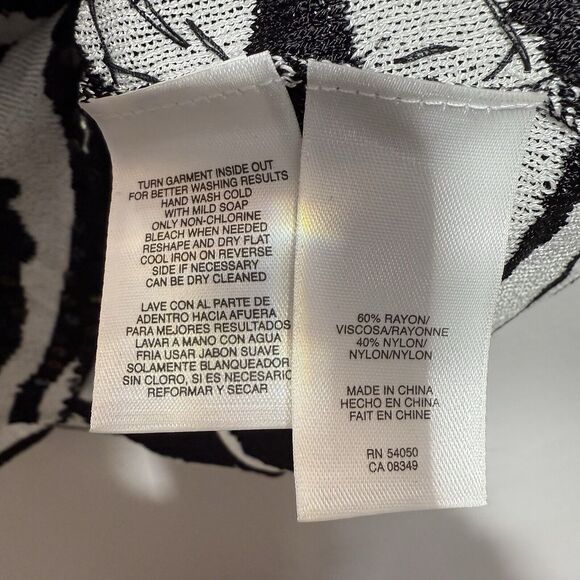 TURN GARMENT INSIDE OUT
FOR BETTER WASHING RESULTS
HAND WASH COLD
WITH MILD SOAP
ONLY NON-CHLORINE
BLEACH WHEN NEEDED
RESHAPE AND DRY FLAT
COOL IRON ON REVERSE
SIDE IF NECESSARY
CAN BE DRY CLEANED
LAVE CON AL PARTE DE
ADENTRO HACIA AFUERA
PARA MEJORES RESULTADOS
LAVAR A MANO CON AGUA
FRIA USAR JABON SUAVE
SOLAMENTE BLANQUEADOR
SIN CLORO, SI ES NECESARIO
REFORMAR Y SECAR
60% RAYON/
VISCOSA/RAYONNE
40% NYLON/
NYLON/NYLON
MADE IN CHINA
HECHO EN CHINA
FAIT EN CHINE
RN 54050
CA 08349